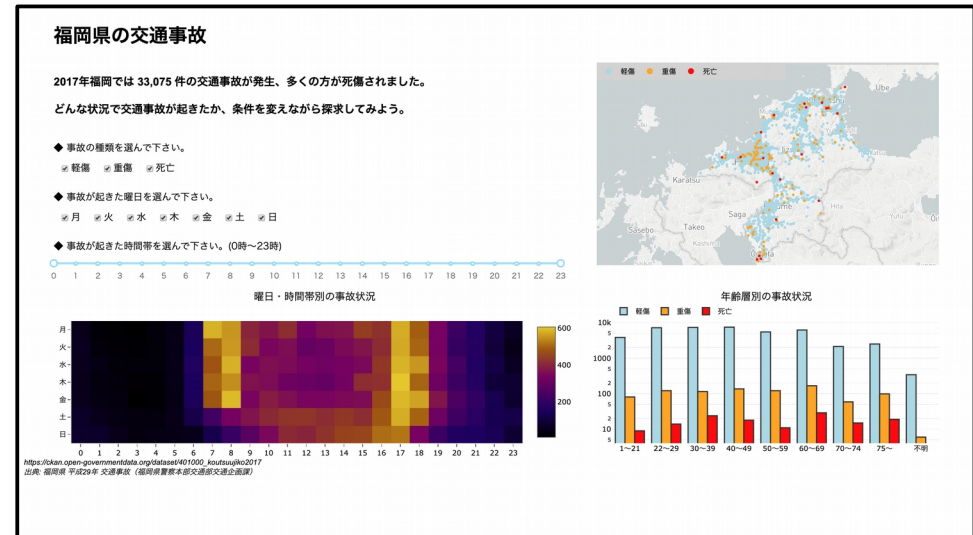 福岡県の交通事故
2017年福岡では 33,075 件の交通事故が発生、多くの方が死傷されました。
どんな状況で交通事故が起きたか、条件を変えながら探求してみよう。
◆ 事故の種類を選んで下さい。
軽傷 重傷 死亡
◆ 事故が起きた曜日を選んで下さい。
月 火 水 木 金 土 日
◆ 事故が起きた時間帯を選んで下さい。(0時〜23時)
0 1 2 3 4 5 6 7 8 9 10 11 12 13 14 15 16 17 18 19 20 21 22 23
軽傷 重傷 死亡
Ube
Karatsu
Saga
Hita
Yufu
Sasebo
Takeo
Kashima
曜日・時間帯別の事故状況
月
火
水
木
金
土
日
0 1 2 3 4 5 6 7 8 9 10 11 12 13 14 15 16 17 18 19 20 21 22 23
600
400
200
年齢層別の事故状況
軽傷 重傷 死亡
10k
5
2
1000
5
2
100
5
2
10
5
1〜21 22〜29 30〜39 40〜49 50〜59 60〜69 70〜74 75〜 不明
https://ckan.open-governmentdata.org/dataset/401000_koutsuujiko2017
出典: 福岡県 平成29年 交通事故（福岡県警察本部交通部交通企画課）